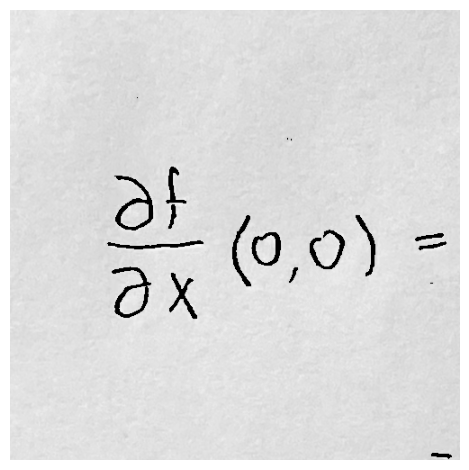 ∂f/∂x (0,0) =